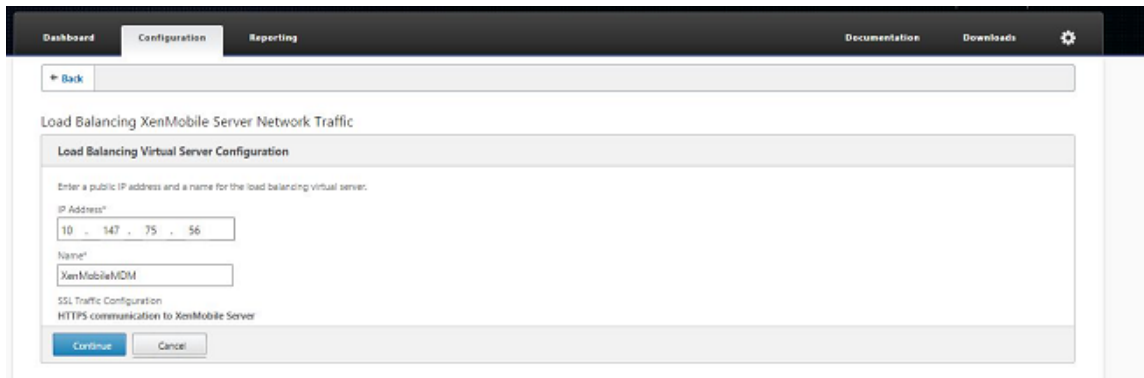 Dashboard Configuration Reporting Documentation Downloads
Back
Load Balancing XenMobile Server Network Traffic
Load Balancing Virtual Server Configuration
Enter a public IP address and a name for the load balancing virtual server.
IP Address*
10 . 147 . 75 . 56
Name*
XenMobileMDM
SSL Traffic Configuration
HTTPS communication to XenMobile Server
Continue Cancel